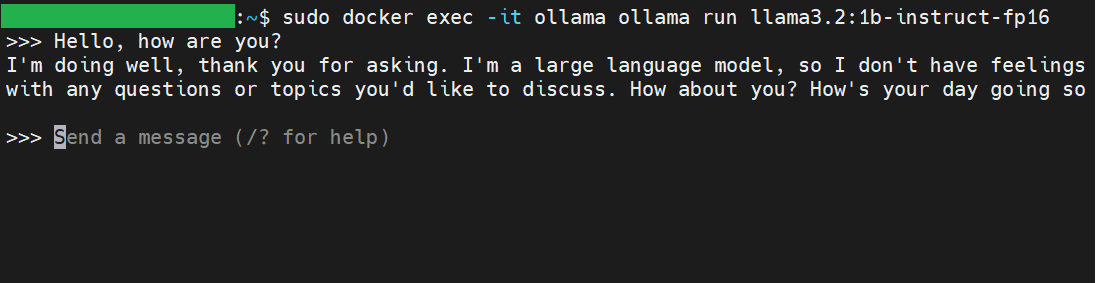 :~$ sudo docker exec -it ollama ollama run llama3.2:1b-instruct-fp16
>>> Hello, how are you?
I'm doing well, thank you for asking. I'm a large language model, so I don't have feelings
with any questions or topics you'd like to discuss. How about you? How's your day going so
>>> Send a message (/? for help)